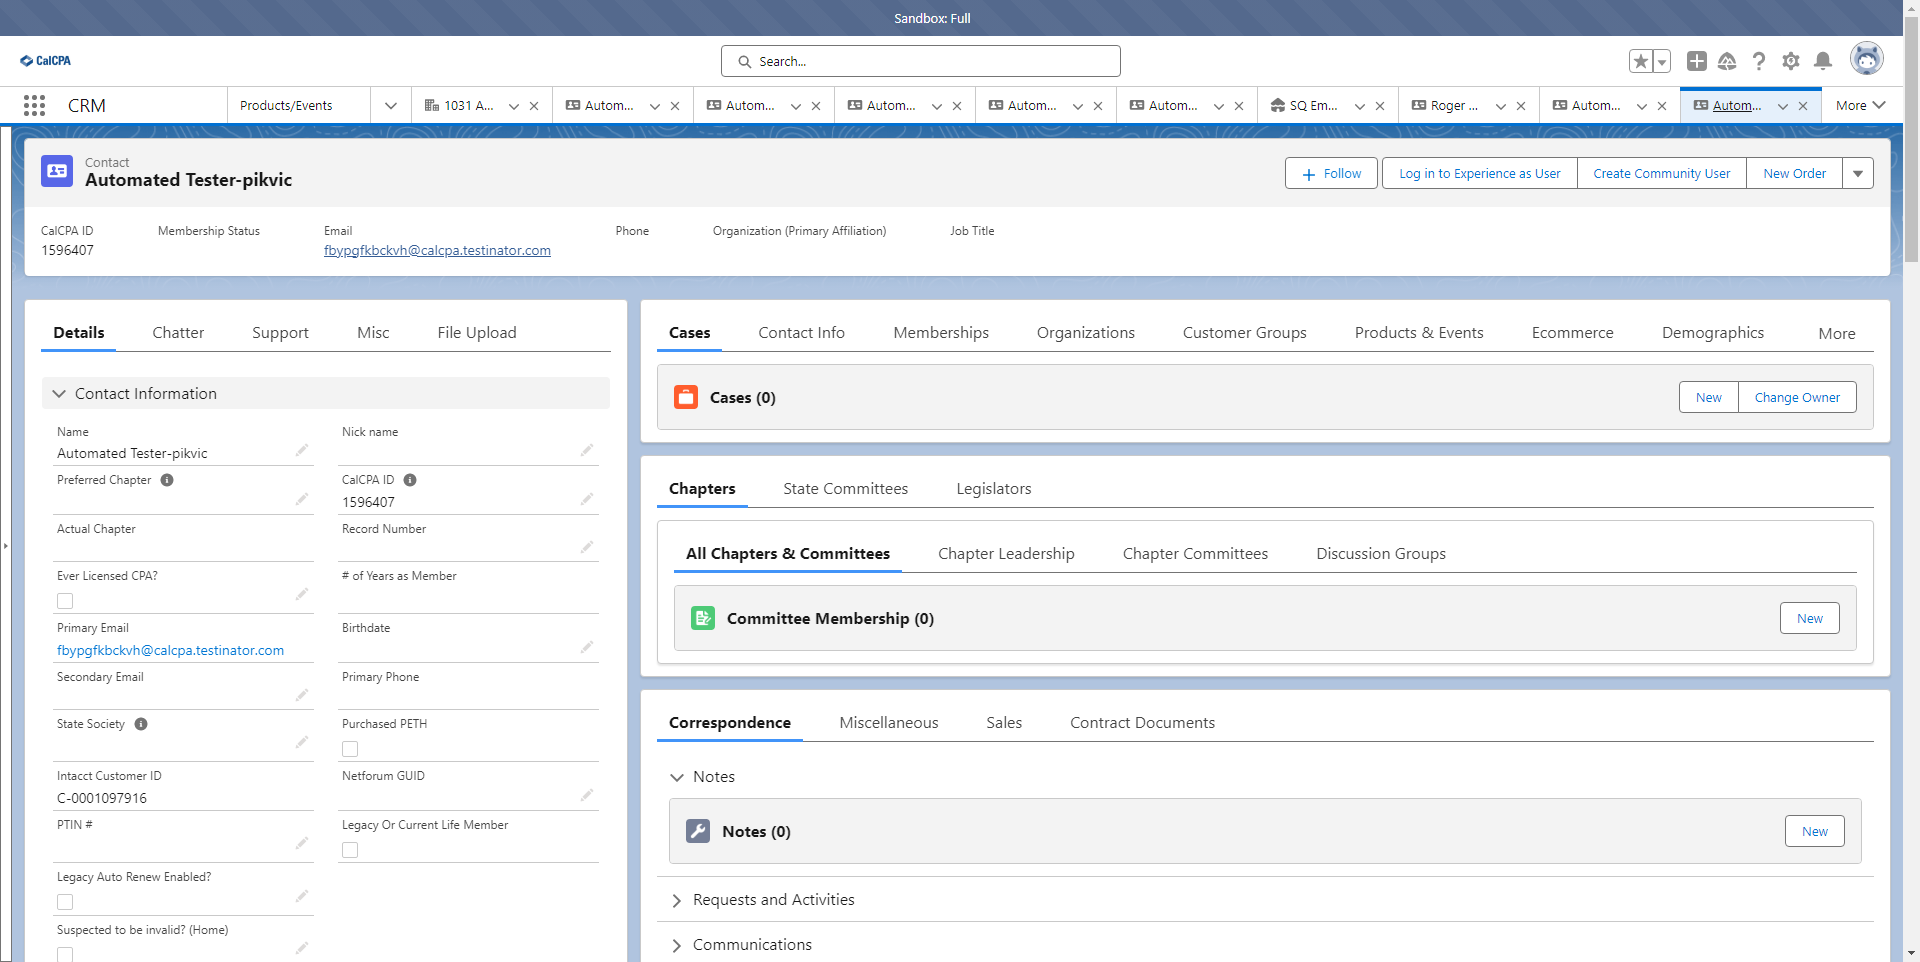 Sandbox: Full
CalCPA
Search...
CRM
Products/Events
1031 A...
Autom...
Autom...
Autom...
Autom...
Autom...
SQ Em...
Roger ...
Autom...
Autom...
More
Contact
Automated Tester-pikvic
Follow
Log in to Experience as User
Create Community User
New Order
CalCPA ID
1596407
Membership Status
Email
fbypgfkbckvh@calcpa.testinator.com
Phone
Organization (Primary Affiliation)
Job Title
Details
Chatter
Support
Misc
File Upload
Contact Information
Name
Automated Tester-pikvic
Nick name
Preferred Chapter
CalCPA ID
1596407
Actual Chapter
Record Number
Ever Licensed CPA?
# of Years as Member
Primary Email
fbypgfkbckvh@calcpa.testinator.com
Birthdate
Secondary Email
Primary Phone
State Society
Purchased PETH
Intacct Customer ID
C-0001097916
Netforum GUID
PTIN #
Legacy Or Current Life Member
Legacy Auto Renew Enabled?
Suspected to be invalid? (Home)
Cases
Contact Info
Memberships
Organizations
Customer Groups
Products & Events
Ecommerce
Demographics
More
Cases (0)
New
Change Owner
Chapters
State Committees
Legislators
All Chapters & Committees
Chapter Leadership
Chapter Committees
Discussion Groups
Committee Membership (0)
New
Correspondence
Miscellaneous
Sales
Contract Documents
Notes
Notes (0)
New
Requests and Activities
Communications